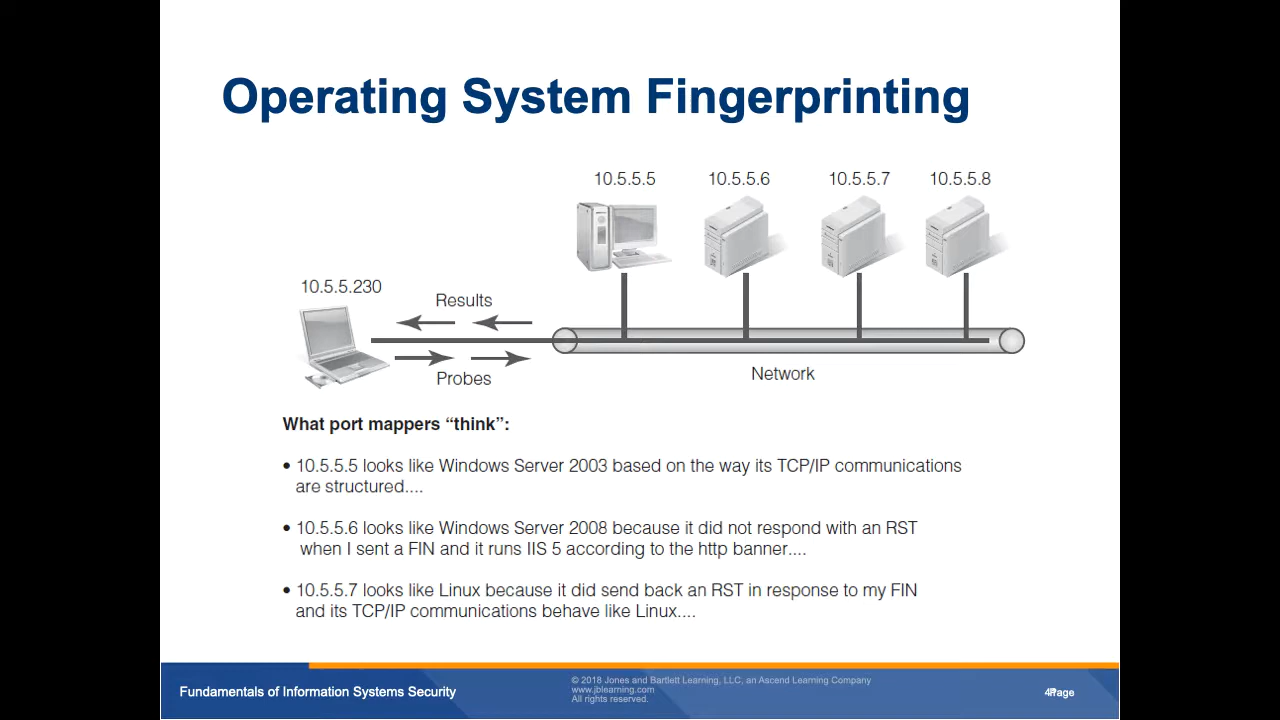 Operating System Fingerprinting
10.5.5.5
10.5.5.6
10.5.5.7
10.5.5.8
10.5.5.230
Results
Probes
Network
What port mappers “think”:
• 10.5.5.5 looks like Windows Server 2003 based on the way its TCP/IP communications
are structured....
• 10.5.5.6 looks like Windows Server 2008 because it did not respond with an RST
when I sent a FIN and it runs IIS 5 according to the http banner....
• 10.5.5.7 looks like Linux because it did send back an RST in response to my FIN
and its TCP/IP communications behave like Linux....
Fundamentals of Information Systems Security
© 2018 Jones and Bartlett Learning, LLC, an Ascend Learning Company
www.jblearning.com
All rights reserved.